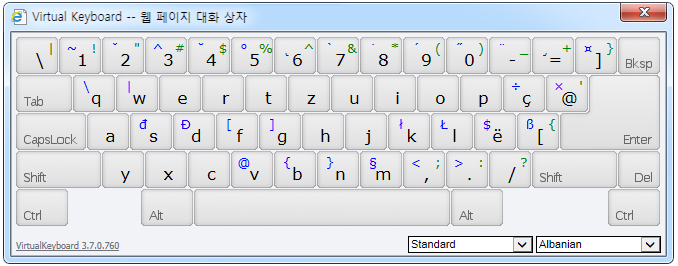 Virtual Keyboard -- 웹 페이지 대화 상자
\ | ~ 1 ! ˇ 2 " ^ 3 # ˘ 4 $ ° 5 % ˛ 6 ^ ` 7 & ˙ 8 * ´ 9 ( ˝ 0 ) ¨ - _ ¸ = + ¤ ] } Bksp
Tab \ q | w e r t z u i o p ÷ ç × @ ' Enter
CapsLock a đ s Đ d [ f ] g h j ł k Ł l $ ë ß [ {
Shift y x c @ v { b } n § m < , ; > . : / ? Shift Del
Ctrl Alt Alt Ctrl
VirtualKeyboard 3.7.0.760 Standard Albanian